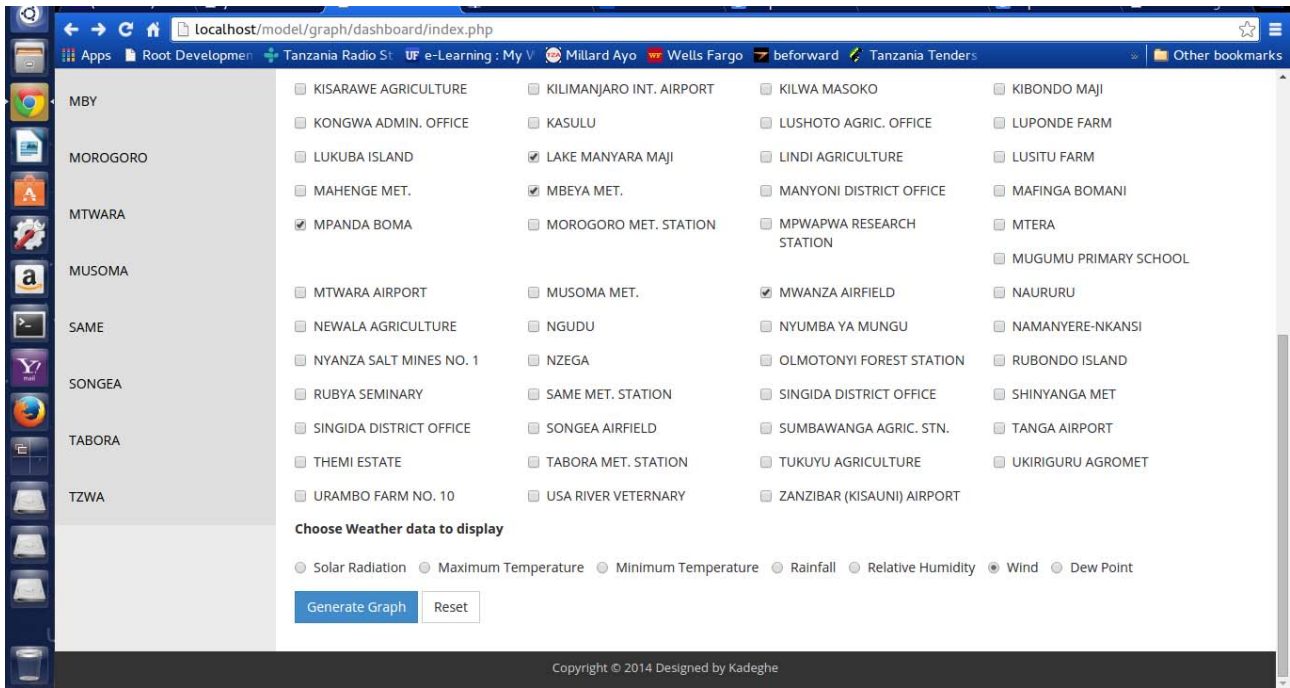 localhost/model/graph/dashboard/index.php
Apps Root Developmen Tanzania Radio St UF e-Learning : My V Millard Ayo Wells Fargo beforward Tanzania Tenders Other bookmarks
MBY
MOROGORO
MTWARA
MUSOMA
SAME
SONGEA
TABORA
TZWA
KISARAWE AGRICULTURE KILIMANJARO INT. AIRPORT KILWA MASOKO KIBONDO MAJI
KONGWA ADMIN. OFFICE KASULU LUSHOTO AGRIC. OFFICE LUPONDE FARM
LUKUBA ISLAND LAKE MANYARA MAJI LINDI AGRICULTURE LUSITU FARM
MAHENGE MET. MBEYA MET. MANYONI DISTRICT OFFICE MAFINGA BOMANI
MPANDA BOMA MOROGORO MET. STATION MPWAPWA RESEARCH MTERA
STATION
MUGUMU PRIMARY SCHOOL
MTWARA AIRPORT MUSOMA MET. MWANZA AIRFIELD NAURURU
NEWALA AGRICULTURE NGUDU NYUMBA YA MUNGU NAMANYERE-NKANSI
NYANZA SALT MINES NO. 1 NZEGA OLMOTONYI FOREST STATION RUBONDO ISLAND
RUBYA SEMINARY SAME MET. STATION SINGIDA DISTRICT OFFICE SHINYANGA MET
SINGIDA DISTRICT OFFICE SONGEA AIRFIELD SUMBAWANGA AGRIC. STN. TANGA AIRPORT
THEMI ESTATE TABORA MET. STATION TUKUYU AGRICULTURE UKIRIGURU AGROMET
URAMBO FARM NO. 10 USA RIVER VETERNARY ZANZIBAR (KISAUNI) AIRPORT
Choose Weather data to display
Solar Radiation Maximum Temperature Minimum Temperature Rainfall Relative Humidity Wind Dew Point
Generate Graph Reset
Copyright © 2014 Designed by Kadeghe